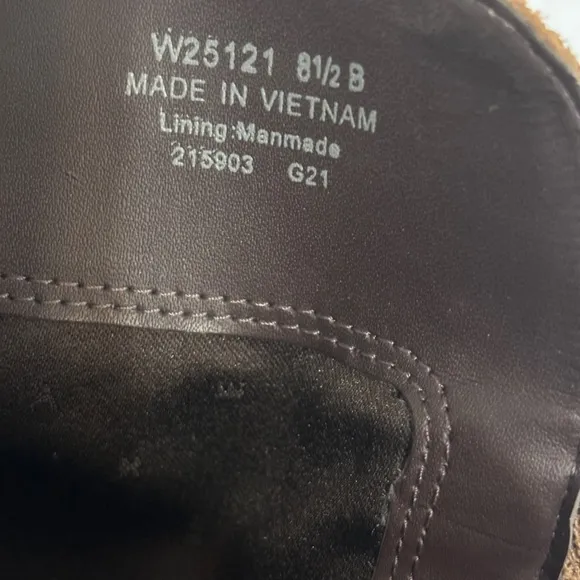 W25121 8½ B
MADE IN VIETNAM
Lining:Manmade
215903 G21